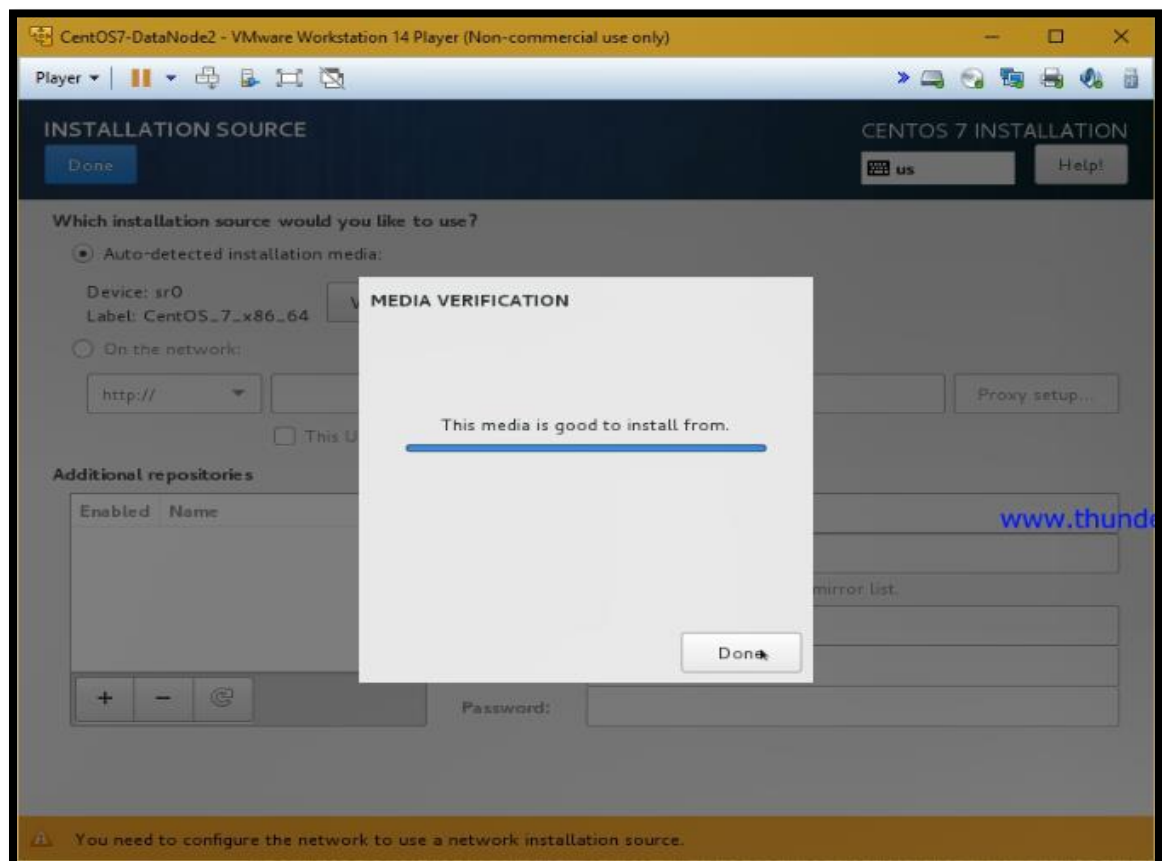 CentOS7-DataNode2 - VMware Workstation 14 Player (Non-commercial use only)
Player
INSTALLATION SOURCE
CENTOS 7 INSTALLATION
Done
us
Help!
Which installation source would you like to use?
Auto-detected installation media:
Device: sr0
Label: CentOS_7_x86_64
MEDIA VERIFICATION
On the network:
http://
Proxy setup...
This media is good to install from.
This
Additional repositories
Enabled Name
mirror list.
Done
+ -
Password:
You need to configure the network to use a network installation source.